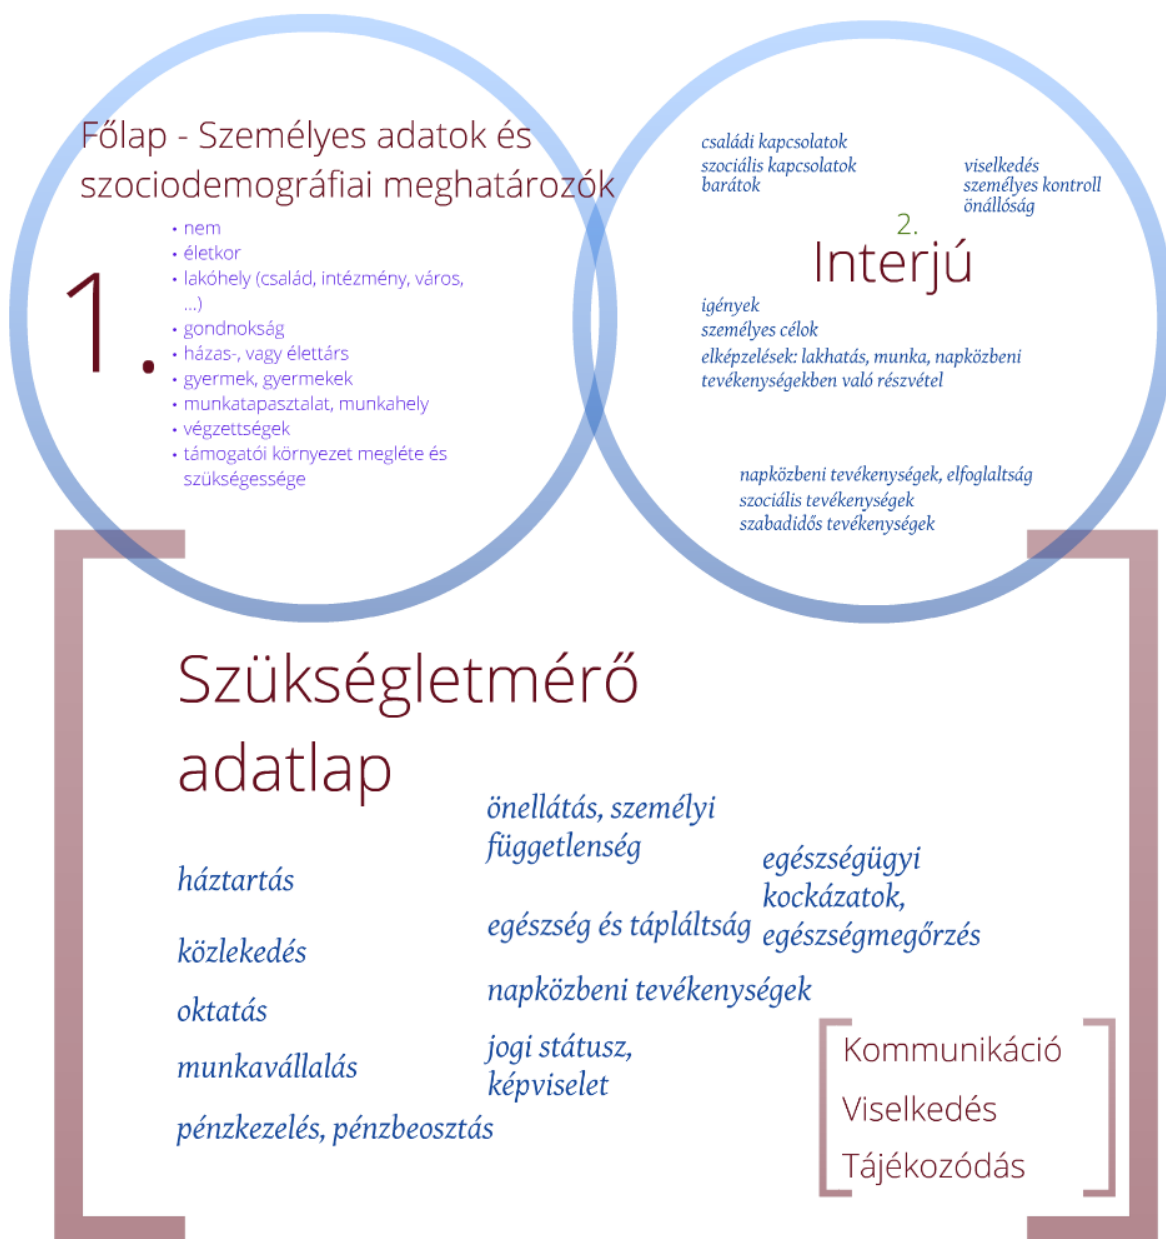 Főlap - Személyes adatok és
szociodemográfiai meghatározók
1.
• nem
• életkor
• lakóhely (család, intézmény, város,
...)
• gondnokság
• házas-, vagy élettárs
• gyermek, gyermekek
• munkatapasztalat, munkahely
• végzettségek
• támogatói környezet megléte és
szükségessége
családi kapcsolatok
szociális kapcsolatok
barátok
viselkedés
személyes kontroll
önállóság
2.
Interjú
igények
személyes célok
elképzelések: lakhatás, munka, napközbeni
tevékenységekben való részvétel
napközbeni tevékenységek, elfoglaltság
szociális tevékenységek
szabadidős tevékenységek
Szükségletmérő
adatlap
háztartás
közlekedés
oktatás
munkavállalás
pénzkezelés, pénzbeosztás
önellátás, személyi
függetlenség
egészség és tápláltság
napközbeni tevékenységek
jogi státusz,
képviselet
egészségügyi
kockázatok,
egészségmegőrzés
Kommunikáció
Viselkedés
Tájékozódás